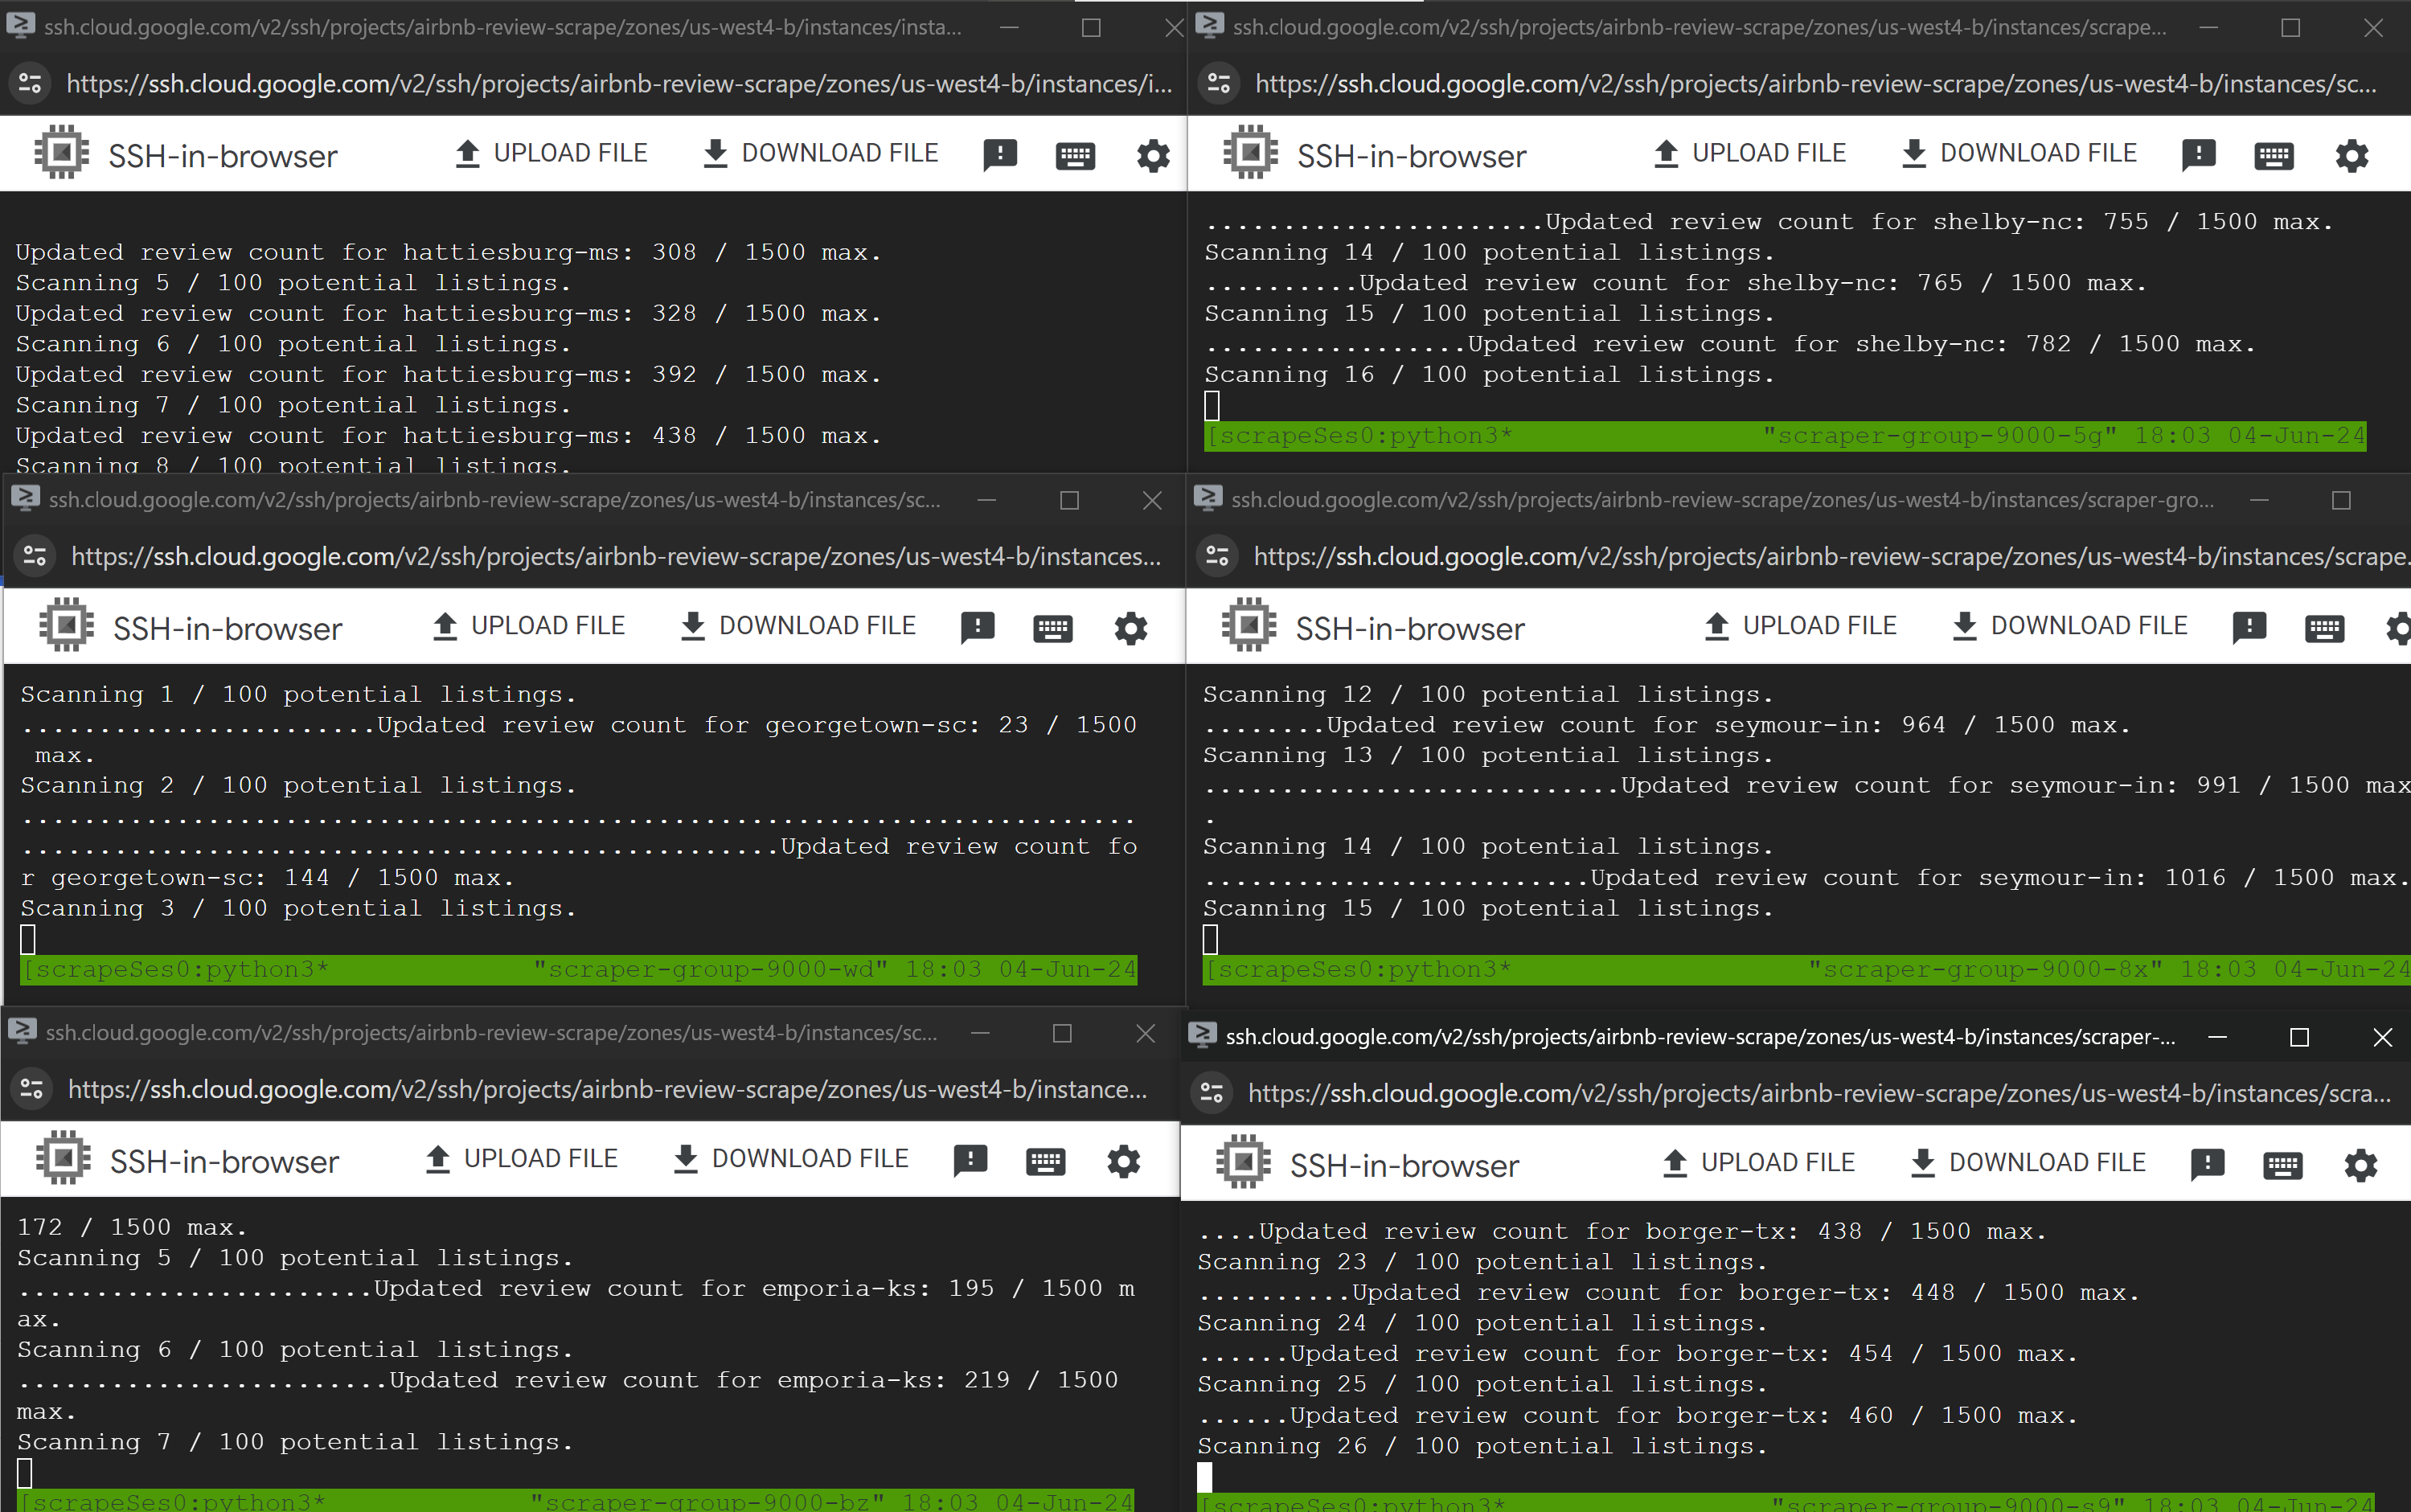 ssh.cloud.google.com/v2/ssh/projects/airbnb-review-scrape/zones/us-west4-b/instances/insta...
https://ssh.cloud.google.com/v2/ssh/projects/airbnb-review-scrape/zones/us-west4-b/instances/i...
SSH-in-browser UPLOAD FILE DOWNLOAD FILE
Updated review count for hattiesburg-ms: 308 / 1500 max.
Scanning 5 / 100 potential listings.
Updated review count for hattiesburg-ms: 328 / 1500 max.
Scanning 6 / 100 potential listings.
Updated review count for hattiesburg-ms: 392 / 1500 max.
Scanning 7 / 100 potential listings.
Updated review count for hattiesburg-ms: 438 / 1500 max.
Scanning 8 / 100 potential listings.
ssh.cloud.google.com/v2/ssh/projects/airbnb-review-scrape/zones/us-west4-b/instances/scrape...
https://ssh.cloud.google.com/v2/ssh/projects/airbnb-review-scrape/zones/us-west4-b/instances/sc...
SSH-in-browser UPLOAD FILE DOWNLOAD FILE
......................Updated review count for shelby-nc: 755 / 1500 max.
Scanning 14 / 100 potential listings.
..........Updated review count for shelby-nc: 765 / 1500 max.
Scanning 15 / 100 potential listings.
.................Updated review count for shelby-nc: 782 / 1500 max.
Scanning 16 / 100 potential listings.
[scrapeSes0:python3* "scraper-group-9000-5g" 18:03 04-Jun-24
ssh.cloud.google.com/v2/ssh/projects/airbnb-review-scrape/zones/us-west4-b/instances/sc...
https://ssh.cloud.google.com/v2/ssh/projects/airbnb-review-scrape/zones/us-west4-b/instances...
SSH-in-browser UPLOAD FILE DOWNLOAD FILE
Scanning 1 / 100 potential listings.
.......................Updated review count for georgetown-sc: 23 / 1500
max.
Scanning 2 / 100 potential listings.
........................................................................
.................................................Updated review count fo
r georgetown-sc: 144 / 1500 max.
Scanning 3 / 100 potential listings.
[scrapeSes0:python3* "scraper-group-9000-wd" 18:03 04-Jun-24
ssh.cloud.google.com/v2/ssh/projects/airbnb-review-scrape/zones/us-west4-b/instances/scraper-gro...
https://ssh.cloud.google.com/v2/ssh/projects/airbnb-review-scrape/zones/us-west4-b/instances/scrape.
SSH-in-browser UPLOAD FILE DOWNLOAD FILE
Scanning 12 / 100 potential listings.
........Updated review count for seymour-in: 964 / 1500 max.
Scanning 13 / 100 potential listings.
...........................Updated review count for seymour-in: 991 / 1500 max
.
Scanning 14 / 100 potential listings.
.........................Updated review count for seymour-in: 1016 / 1500 max.
Scanning 15 / 100 potential listings.
[scrapeSes0:python3* "scraper-group-9000-8x" 18:03 04-Jun-24
ssh.cloud.google.com/v2/ssh/projects/airbnb-review-scrape/zones/us-west4-b/instances/sc...
https://ssh.cloud.google.com/v2/ssh/projects/airbnb-review-scrape/zones/us-west4-b/instance...
SSH-in-browser UPLOAD FILE DOWNLOAD FILE
172 / 1500 max.
Scanning 5 / 100 potential listings.
.......................Updated review count for emporia-ks: 195 / 1500 m
ax.
Scanning 6 / 100 potential listings.
........................Updated review count for emporia-ks: 219 / 1500
max.
Scanning 7 / 100 potential listings.
[scrapeSes0:python3* "scraper-group-9000-bz" 18:03 04-Jun-24
ssh.cloud.google.com/v2/ssh/projects/airbnb-review-scrape/zones/us-west4-b/instances/scraper-...
https://ssh.cloud.google.com/v2/ssh/projects/airbnb-review-scrape/zones/us-west4-b/instances/scra...
SSH-in-browser UPLOAD FILE DOWNLOAD FILE
....Updated review count for borger-tx: 438 / 1500 max.
Scanning 23 / 100 potential listings.
..........Updated review count for borger-tx: 448 / 1500 max.
Scanning 24 / 100 potential listings.
......Updated review count for borger-tx: 454 / 1500 max.
Scanning 25 / 100 potential listings.
......Updated review count for borger-tx: 460 / 1500 max.
Scanning 26 / 100 potential listings.
[scrapeSes0:python3* "scraper-group-9000-s9" 18:03 04-Jun-24